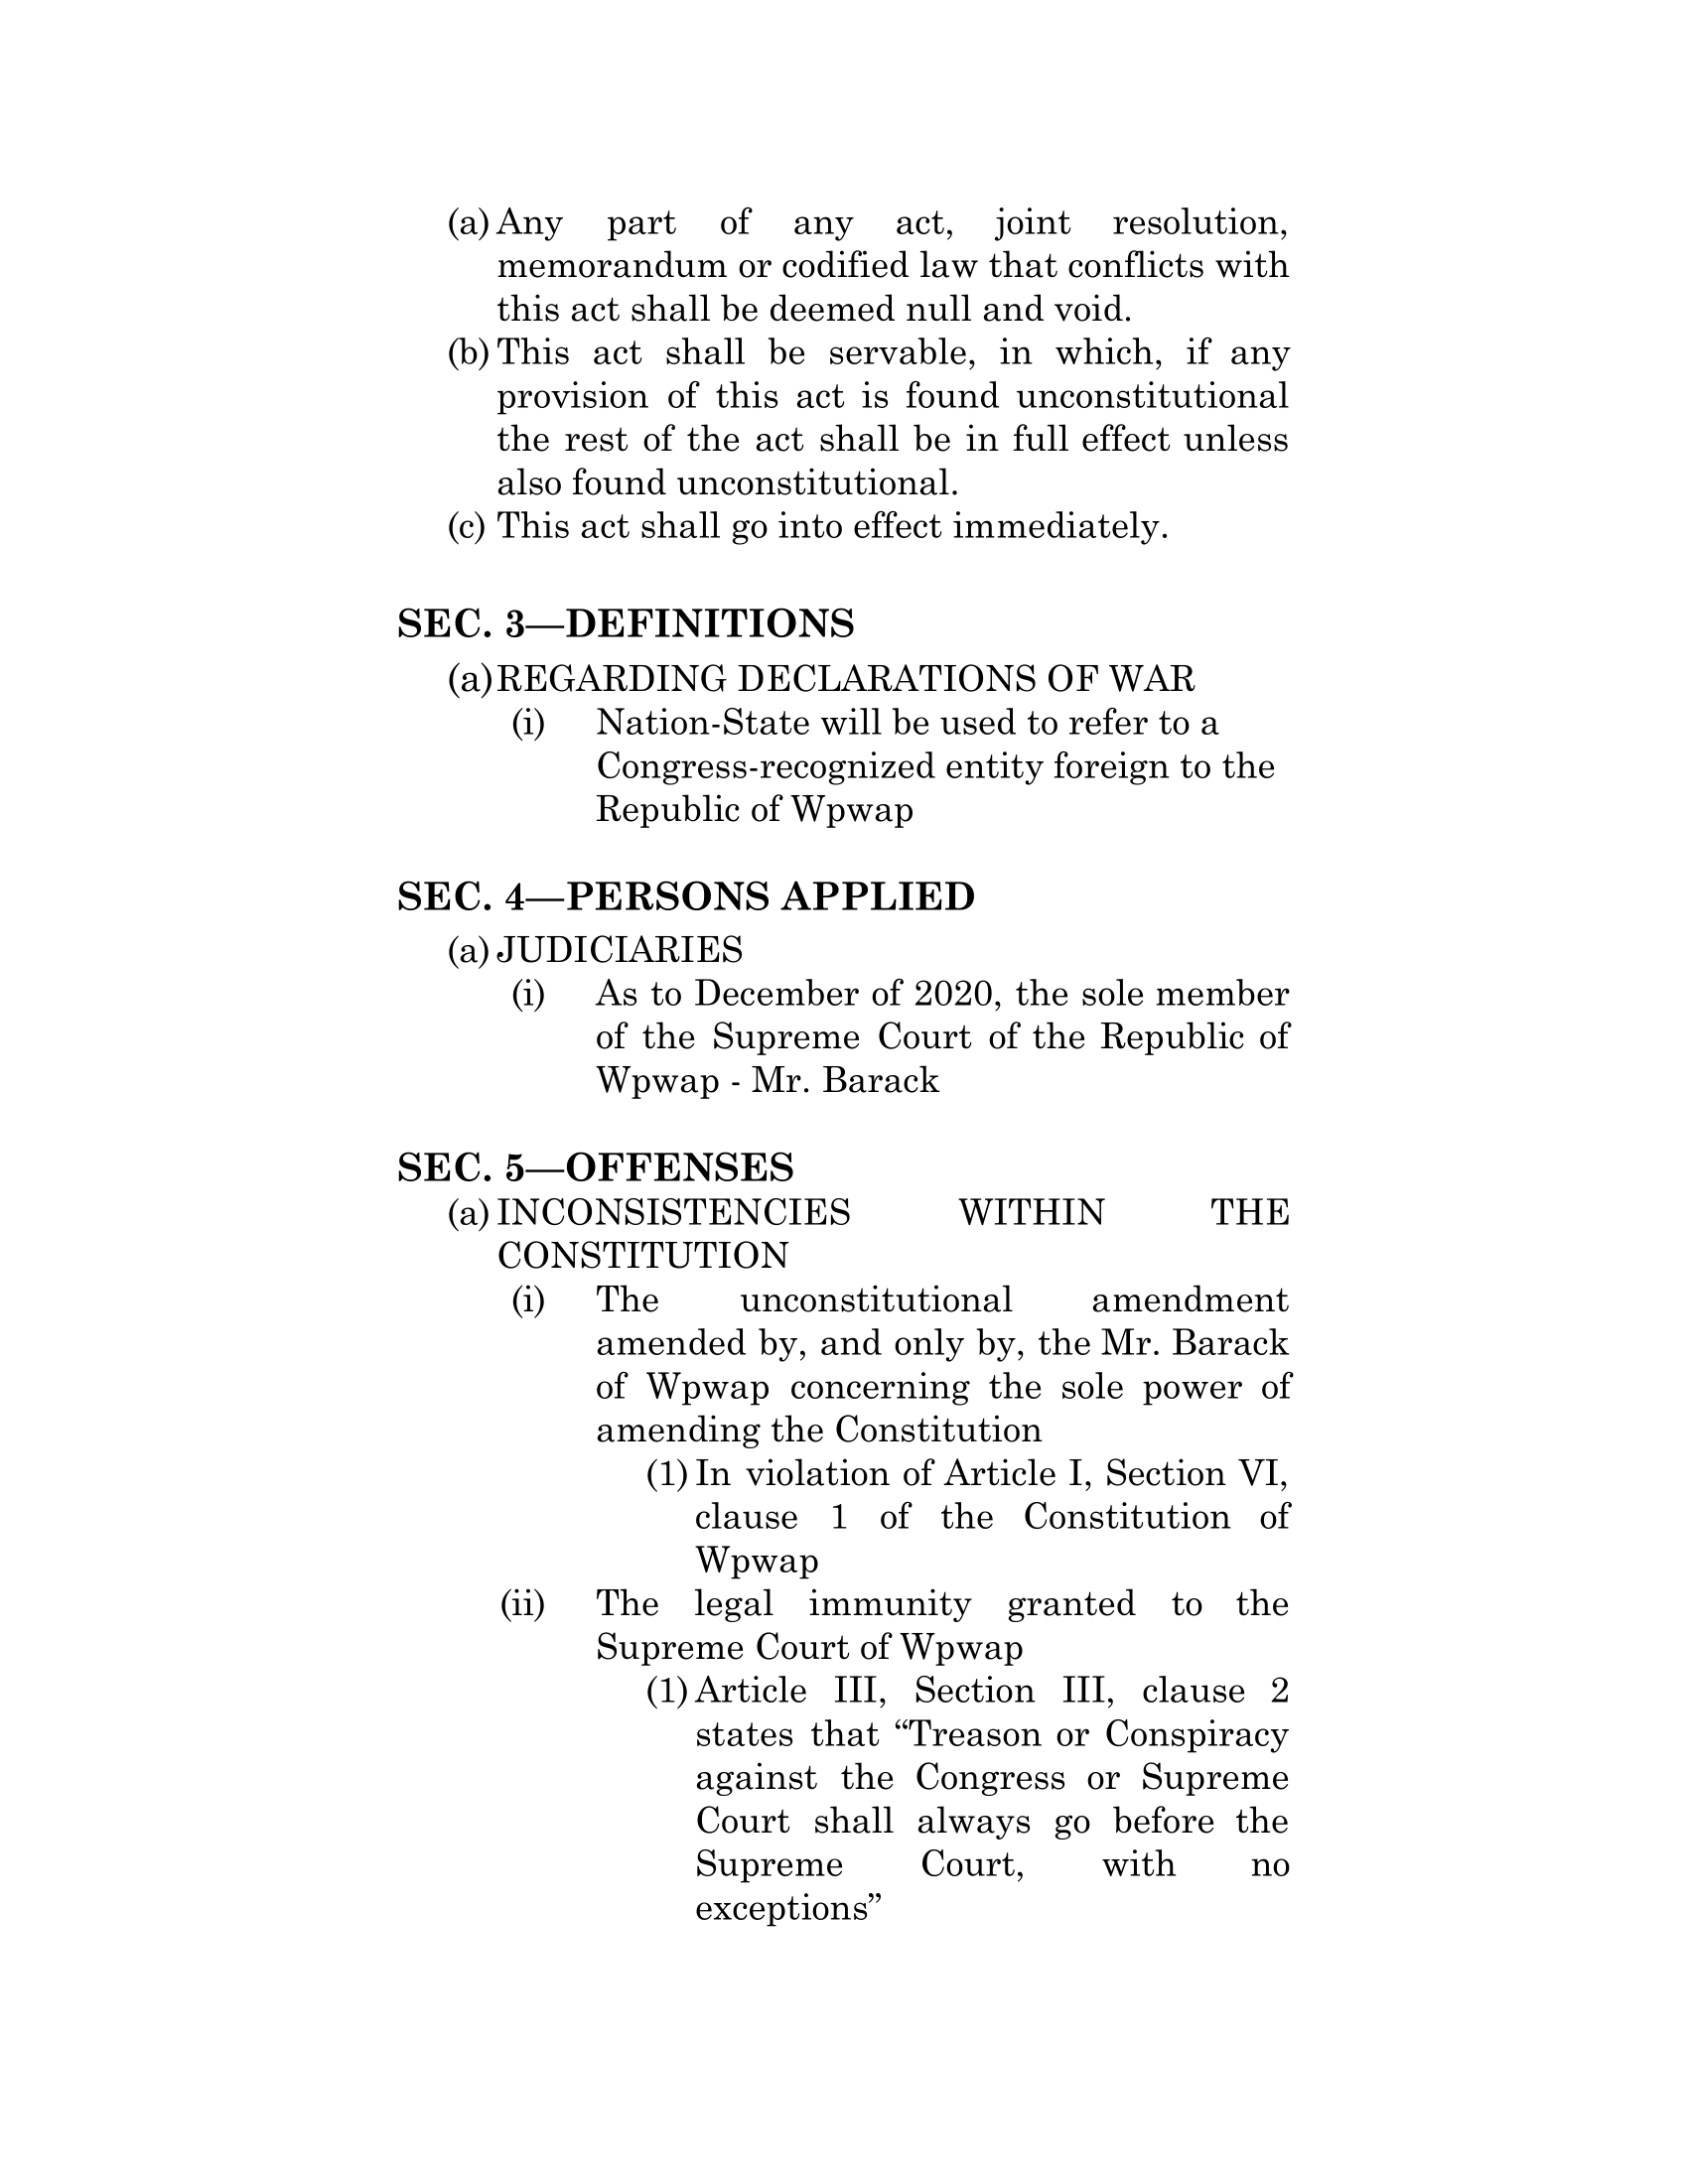 (a) Any part of any act, joint resolution,
memorandum or codified law that conflicts with
this act shall be deemed null and void.
(b) This act shall be servable, in which, if any
provision of this act is found unconstitutional
the rest of the act shall be in full effect unless
also found unconstitutional.
(c) This act shall go into effect immediately.
SEC. 3—DEFINITIONS
(a) REGARDING DECLARATIONS OF WAR
(i) Nation-State will be used to refer to a
Congress-recognized entity foreign to the
Republic of Wpwap
SEC. 4—PERSONS APPLIED
(a) JUDICIARIES
(i) As to December of 2020, the sole member
of the Supreme Court of the Republic of
Wpwap - Mr. Barack
SEC. 5—OFFENSES
(a) INCONSISTENCIES WITHIN THE
CONSTITUTION
(i) The unconstitutional amendment
amended by, and only by, the Mr. Barack
of Wpwap concerning the sole power of
amending the Constitution
(1) In violation of Article I, Section VI,
clause 1 of the Constitution of
Wpwap
(ii) The legal immunity granted to the
Supreme Court of Wpwap
(1) Article III, Section III, clause 2
states that “Treason or Conspiracy
against the Congress or Supreme
Court shall always go before the
Supreme Court, with no
exceptions”